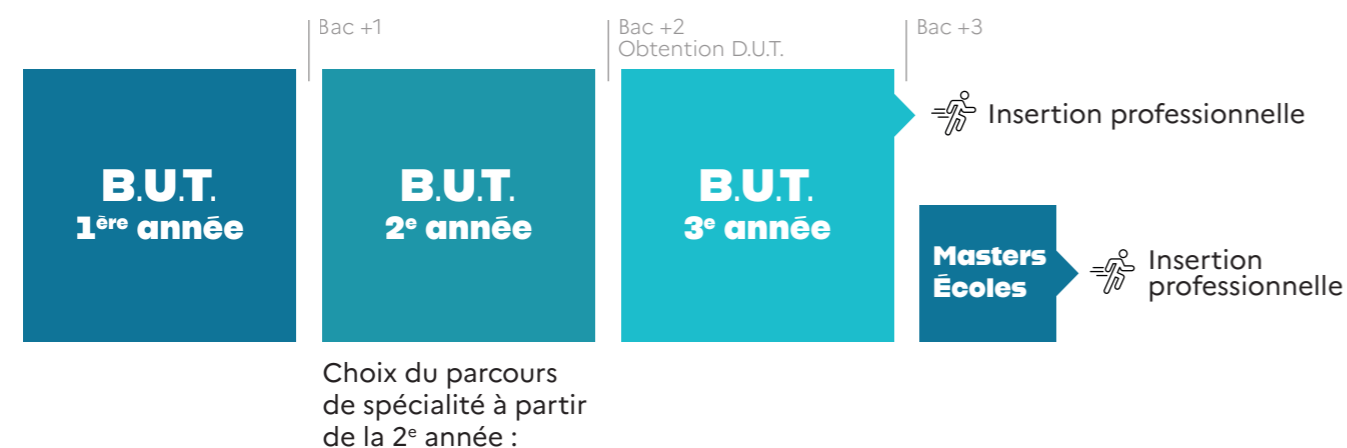 Bac +1
Bac +2
Obtention D.U.T.
Bac +3
B.U.T.
1ère année
B.U.T.
2e année
B.U.T.
3e année
Insertion professionnelle
Masters
Écoles
Insertion
professionnelle
Choix du parcours
de spécialité à partir
de la 2e année :